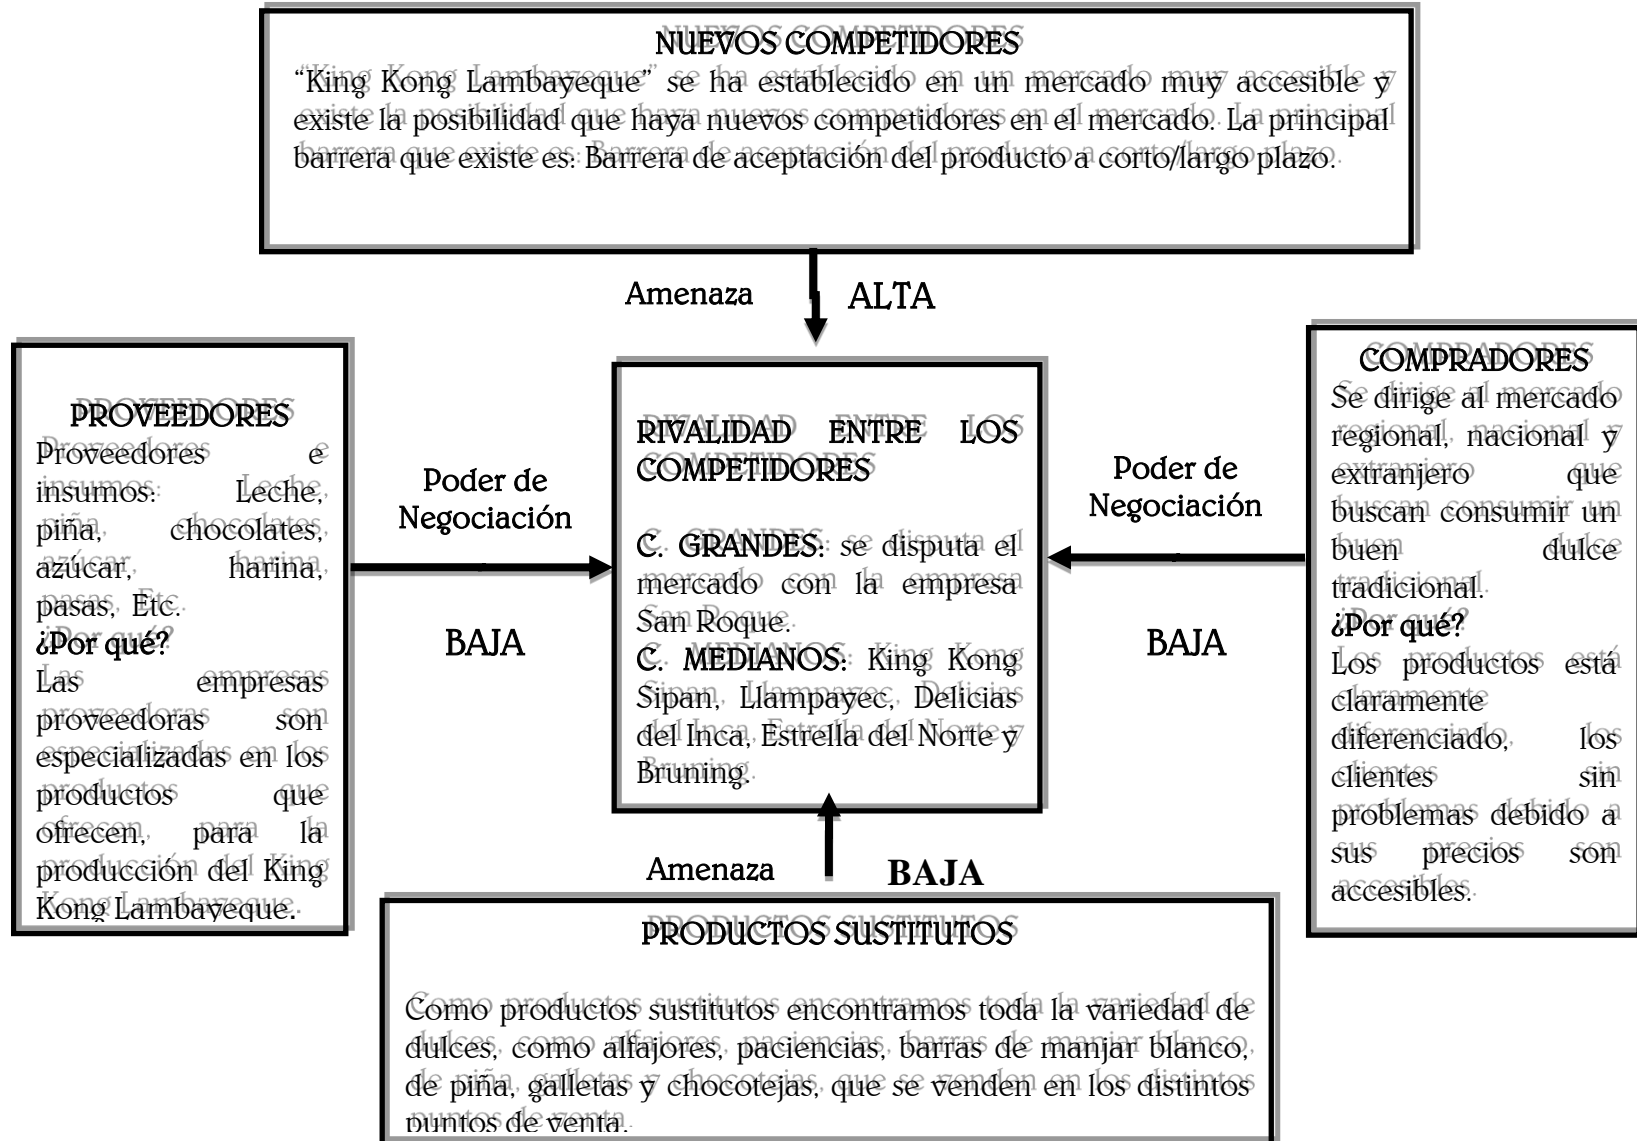 NUEVOS COMPETIDORES
“King Kong Lambayeque” se ha establecido en un mercado muy accesible y
existe la posibilidad que haya nuevos competidores en el mercado. La principal
barrera que existe es: Barrera de aceptación del producto a corto/largo plazo.
Amenaza
ALTA
PROVEEDORES
Proveedores e
insumos: Leche,
piña, chocolates,
azúcar, harina,
pasas, Etc.
¿Por qué?
Las empresas
proveedoras son
especializadas en los
productos que
ofrecen, para la
producción del King
Kong Lambayeque.
Poder de
Negociación
BAJA
RIVALIDAD ENTRE LOS
COMPETIDORES
C. GRANDES: se disputa el
mercado con la empresa
San Roque.
C. MEDIANOS: King Kong
Sipan, Llampayec, Delicias
del Inca, Estrella del Norte y
Bruning.
Poder de
Negociación
BAJA
COMPRADORES
Se dirige al mercado
regional, nacional y
extranjero que
buscan consumir un
buen dulce
tradicional.
¿Por qué?
Los productos está
claramente
diferenciado, los
clientes sin
problemas debido a
sus precios son
accesibles.
Amenaza
BAJA
PRODUCTOS SUSTITUTOS
Como productos sustitutos encontramos toda la variedad de
dulces, como alfajores, paciencias, barras de manjar blanco,
de piña, galletas y chocotejas, que se venden en los distintos
puntos de venta.